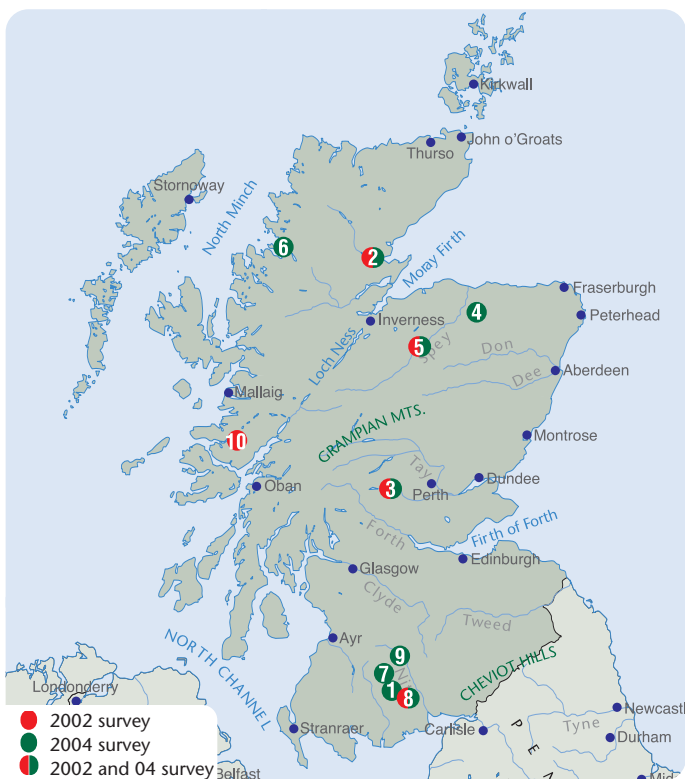 Kirkwall
John o'Groats
Thurso
Stornoway
North Minch
6
2
Moray Firth
Fraserburgh
4
Peterhead
Inverness
5
Spey
Don
Loch Ness
Dee
Aberdeen
Mallaig
GRAMPIAN MTS.
10
Montrose
Tay
Oban
3
Perth
Dundee
Forth
Firth of Forth
Edinburgh
Glasgow
Clyde
Tweed
NORTH CHANNEL
Ayr
9
CHEVIOT HILLS
7
Nith
1
8
Londonderry
Newcastl
2002 survey
Stranraer
Carlisle
P E N
Tyne
Durham
2004 survey
2002 and 04 survey
Belfast
Mid